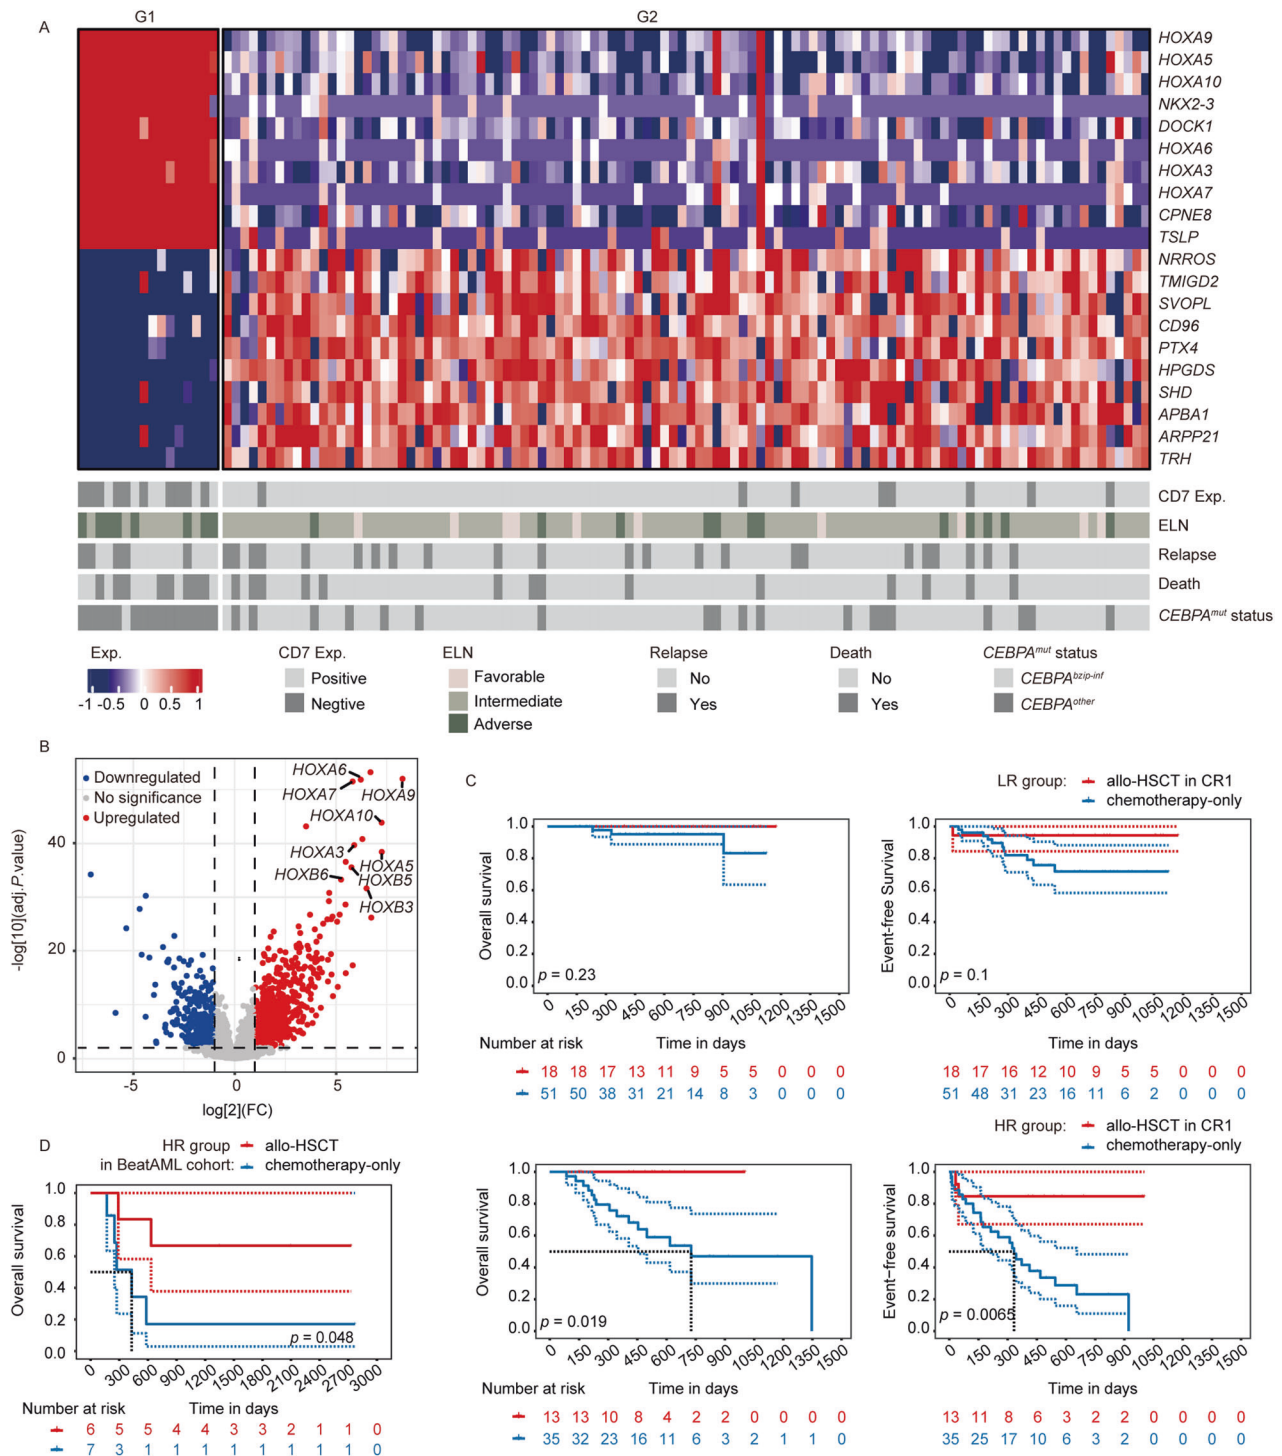 A
G1
G2
HOXA9
HOXA5
HOXA10
NKX2-3
DOCK1
HOXA6
HOXA3
HOXA7
CPNE8
TSLP
NRROS
TMIGD2
SVOPL
CD96
PTX4
HPGDS
SHD
APBA1
ARPP21
TRH
CD7 Exp.
ELN
Relapse
Death
CEBPAmut status
Exp.
-1 -0.5 0 1
CD7 Exp.
Positive
Negtive
ELN
Favorable
Intermediate
Adverse
Relapse
No
Yes
Death
No
Yes
CEBPAmut status
CEBPAbzip-inf
CEBPAother
B
Downregulated
No significance
Upregulated
HOXA6
HOXA7
HOXA9
HOXA10
HOXA3
HOXA5
HOXB6
HOXB5
HOXB3
-log[10](adj.P.value)
40
20
0
-5 0 5
log[2](FC)
C
LR group:
allo-HSCT in CR1
chemotherapy-only
Overall survival
1.0
0.8
0.6
0.4
0.2
0.0
p = 0.23
0 150 300 450 600 750 900 1050 1200 1350 1500
Number at risk
Time in days
18 18 17 13 11 9 5 5 0 0 0
51 50 38 31 21 14 8 3 0 0 0
Event-free Survival
1.0
0.8
0.6
0.4
0.2
0.0
p = 0.1
0 150 300 450 600 750 900 1050 1200 1350 1500
Time in days
18 17 16 12 10 9 5 5 0 0 0
51 48 31 23 16 11 6 2 0 0 0
HR group:
allo-HSCT in CR1
chemotherapy-only
Overall survival
1.0
0.8
0.6
0.4
0.2
0.0
p = 0.019
0 150 300 450 600 750 900 1050 1200 1350 1500
Number at risk
Time in days
13 13 10 8 4 2 2 0 0 0 0
35 32 23 16 11 6 3 2 1 1 0
Event-free survival
1.0
0.8
0.6
0.4
0.2
0.0
p = 0.0065
0 150 300 450 600 750 900 1050 1200 1350 1500
Time in days
13 11 8 6 3 2 2 0 0 0 0
35 25 17 10 6 3 2 0 0 0 0
D
HR group
in BeatAML cohort:
allo-HSCT
chemotherapy-only
Overall survival
1.0
0.8
0.6
0.4
0.2
0.0
p = 0.048
0 300 600 900 1200 1500 1800 2100 2400 2700 3000
Number at risk
Time in days
6 5 5 4 4 3 3 2 1 1 0
7 3 1 1 1 1 1 1 1 1 0